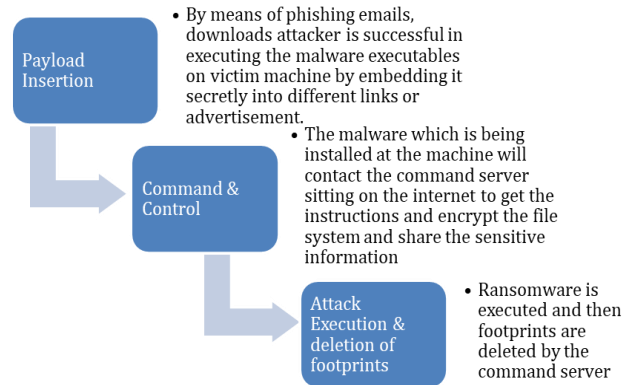 Payload
Insertion
• By means of phishing emails,
downloads attacker is successful in
executing the malware executables
on victim machine by embedding it
secretly into different links or
advertisement.
Command &
Control
• The malware which is being
installed at the machine will
contact the command server
sitting on the internet to get the
instructions and encrypt the file
system and share the sensitive
information
Attack
Execution &
deletion of
footprints
• Ransomware is
executed and then
footprints are
deleted by the
command server